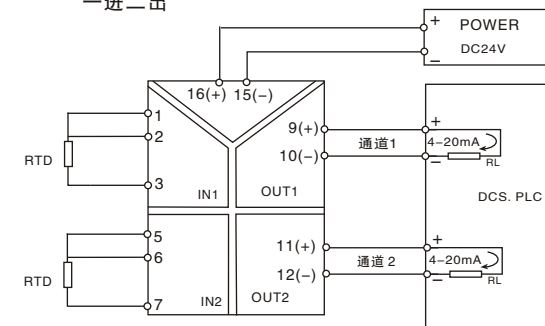 一进二出
+ POWER
DC24V
−
16(+) 15(−)
1
2
RTD
3
IN1
9(+)
10(−)
OUT1
通道1
+
4−20mA
−
RL
DCS. PLC
5
6
RTD
7
IN2
11(+)
12(−)
OUT2
通道2
+
4−20mA
−
RL